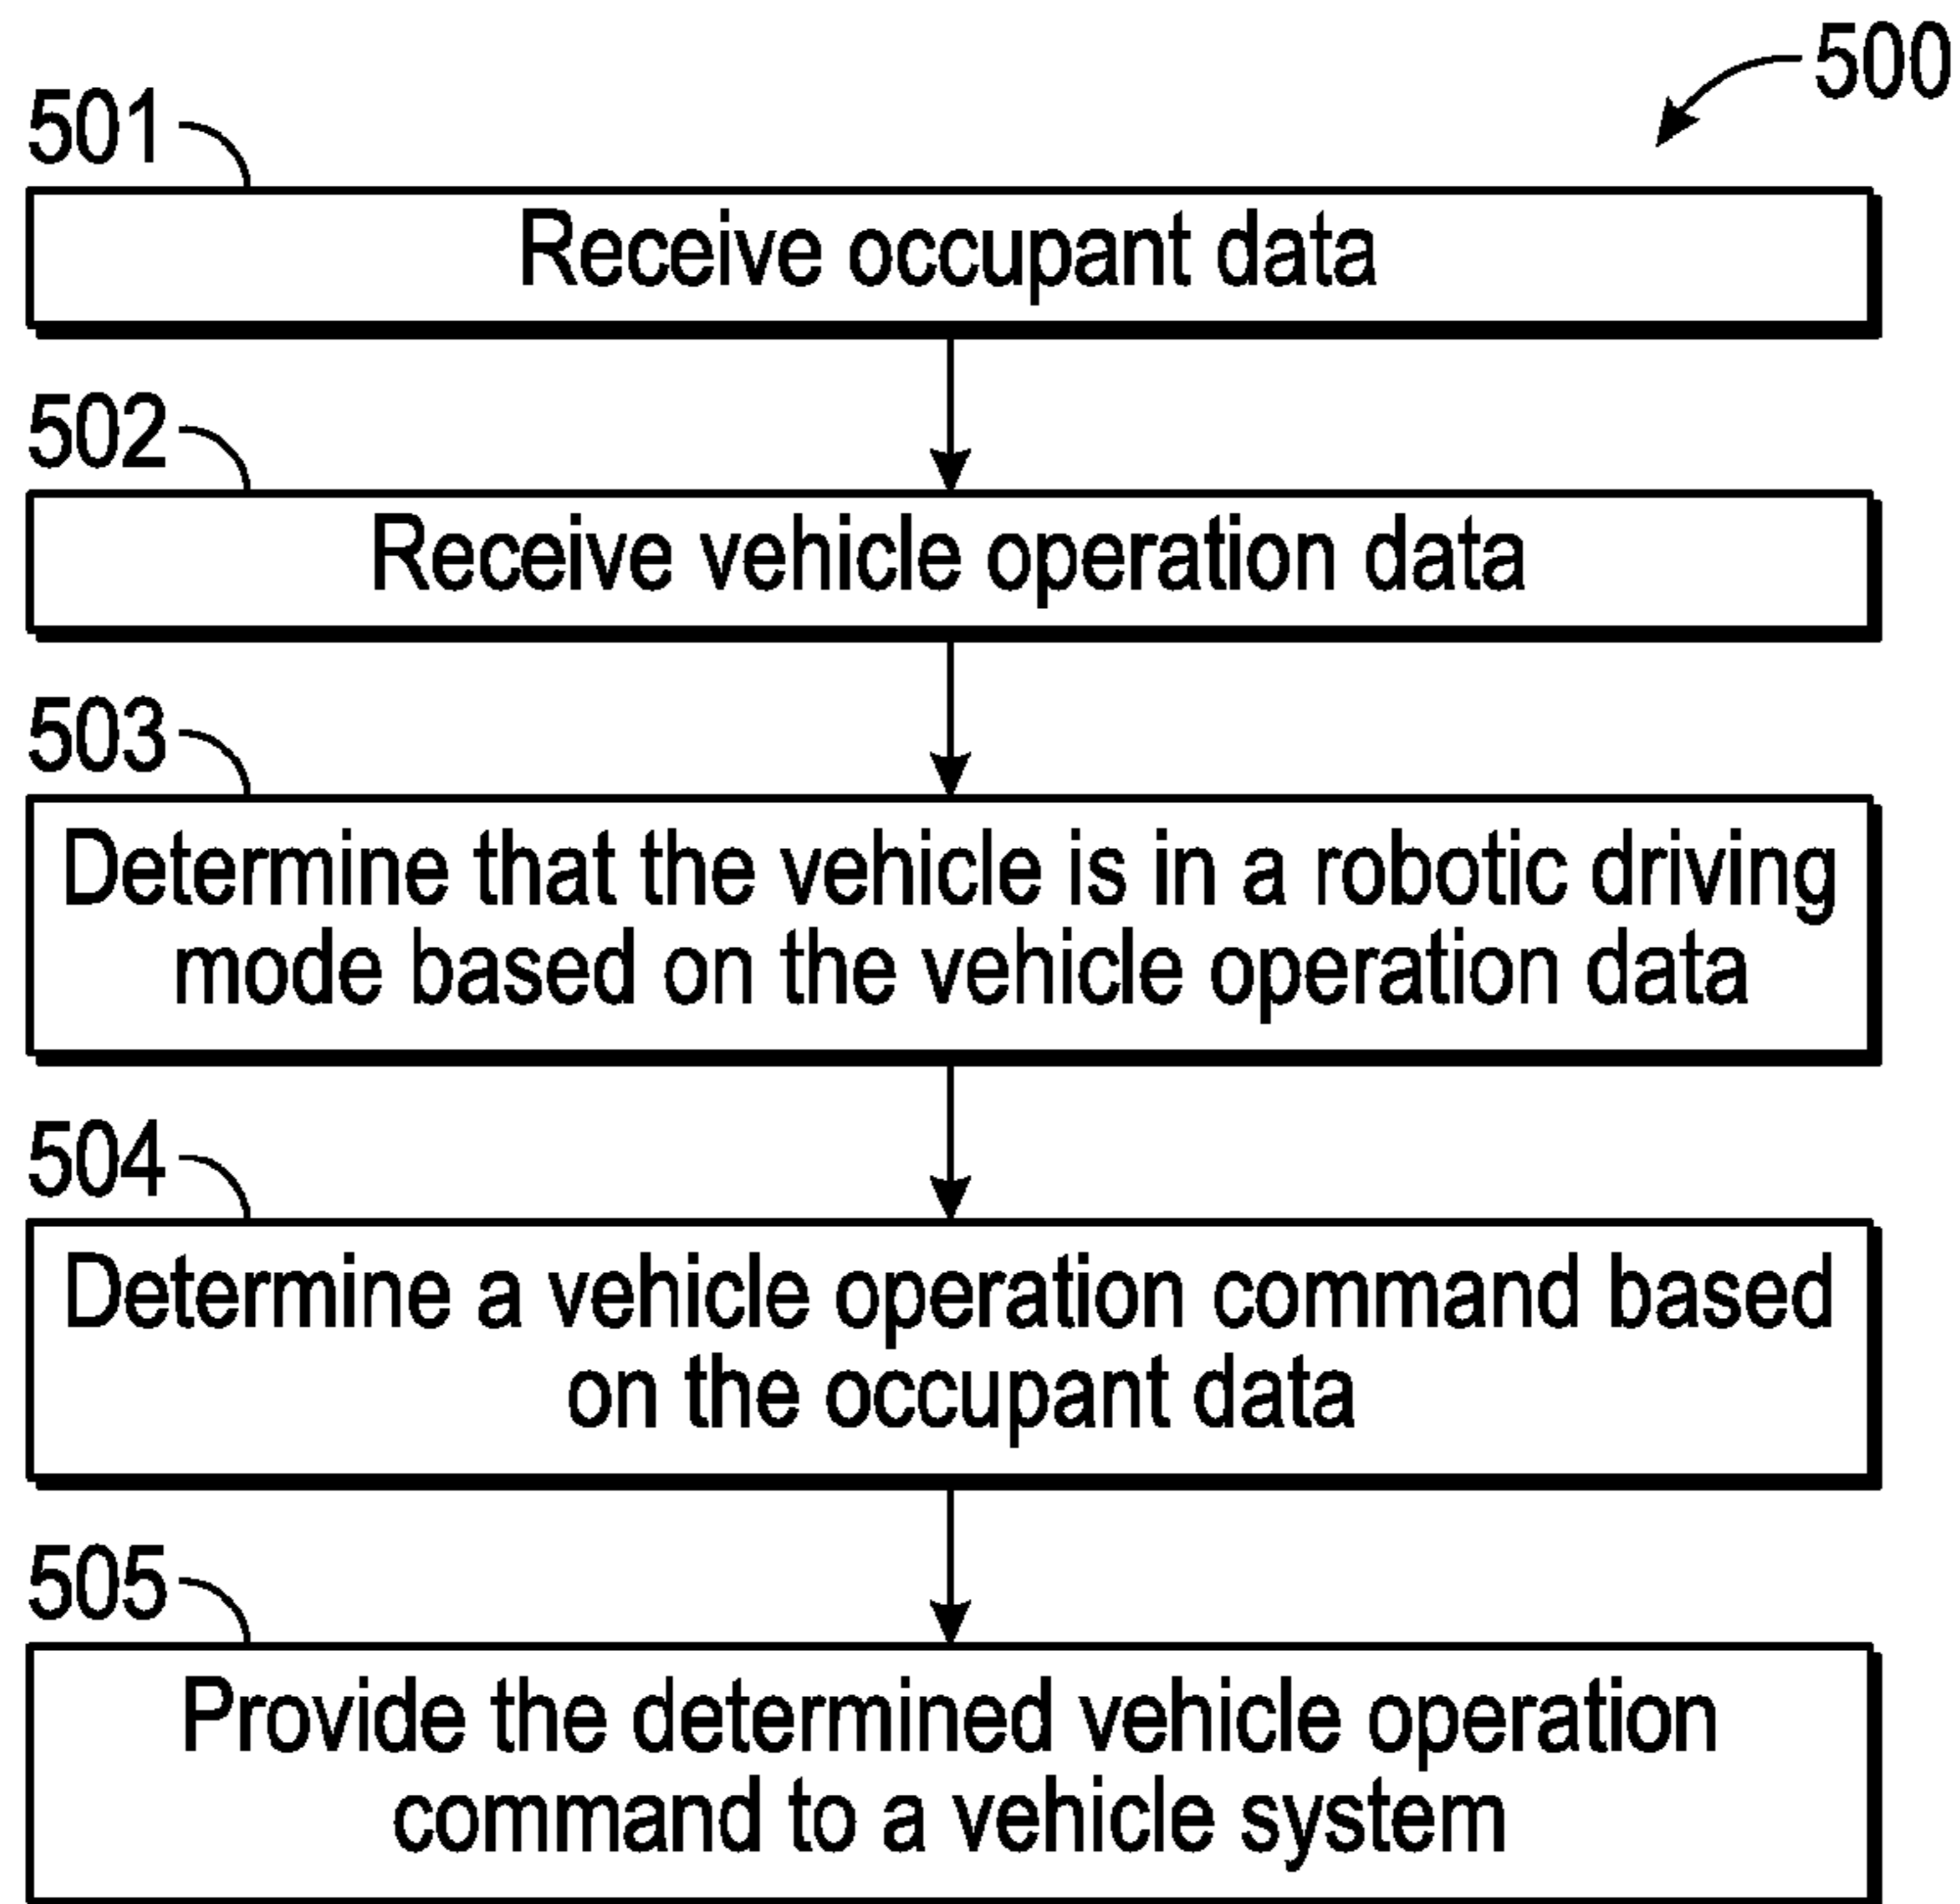 500
501
Receive occupant data
502
Receive vehicle operation data
503
Determine that the vehicle is in a robotic driving
mode based on the vehicle operation data
504
Determine a vehicle operation command based
on the occupant data
505
Provide the determined vehicle operation
command to a vehicle system